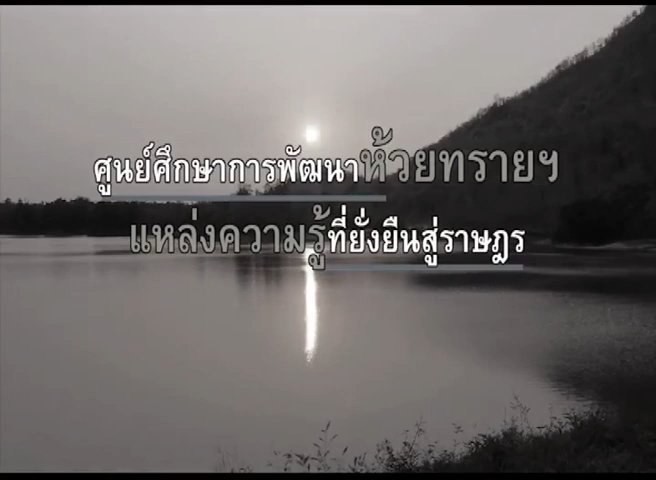 ศูนย์ศึกษาการพัฒนาห้วยทรายฯ
แหล่งความรู้ที่ยั่งยืนสู่ราษฎร